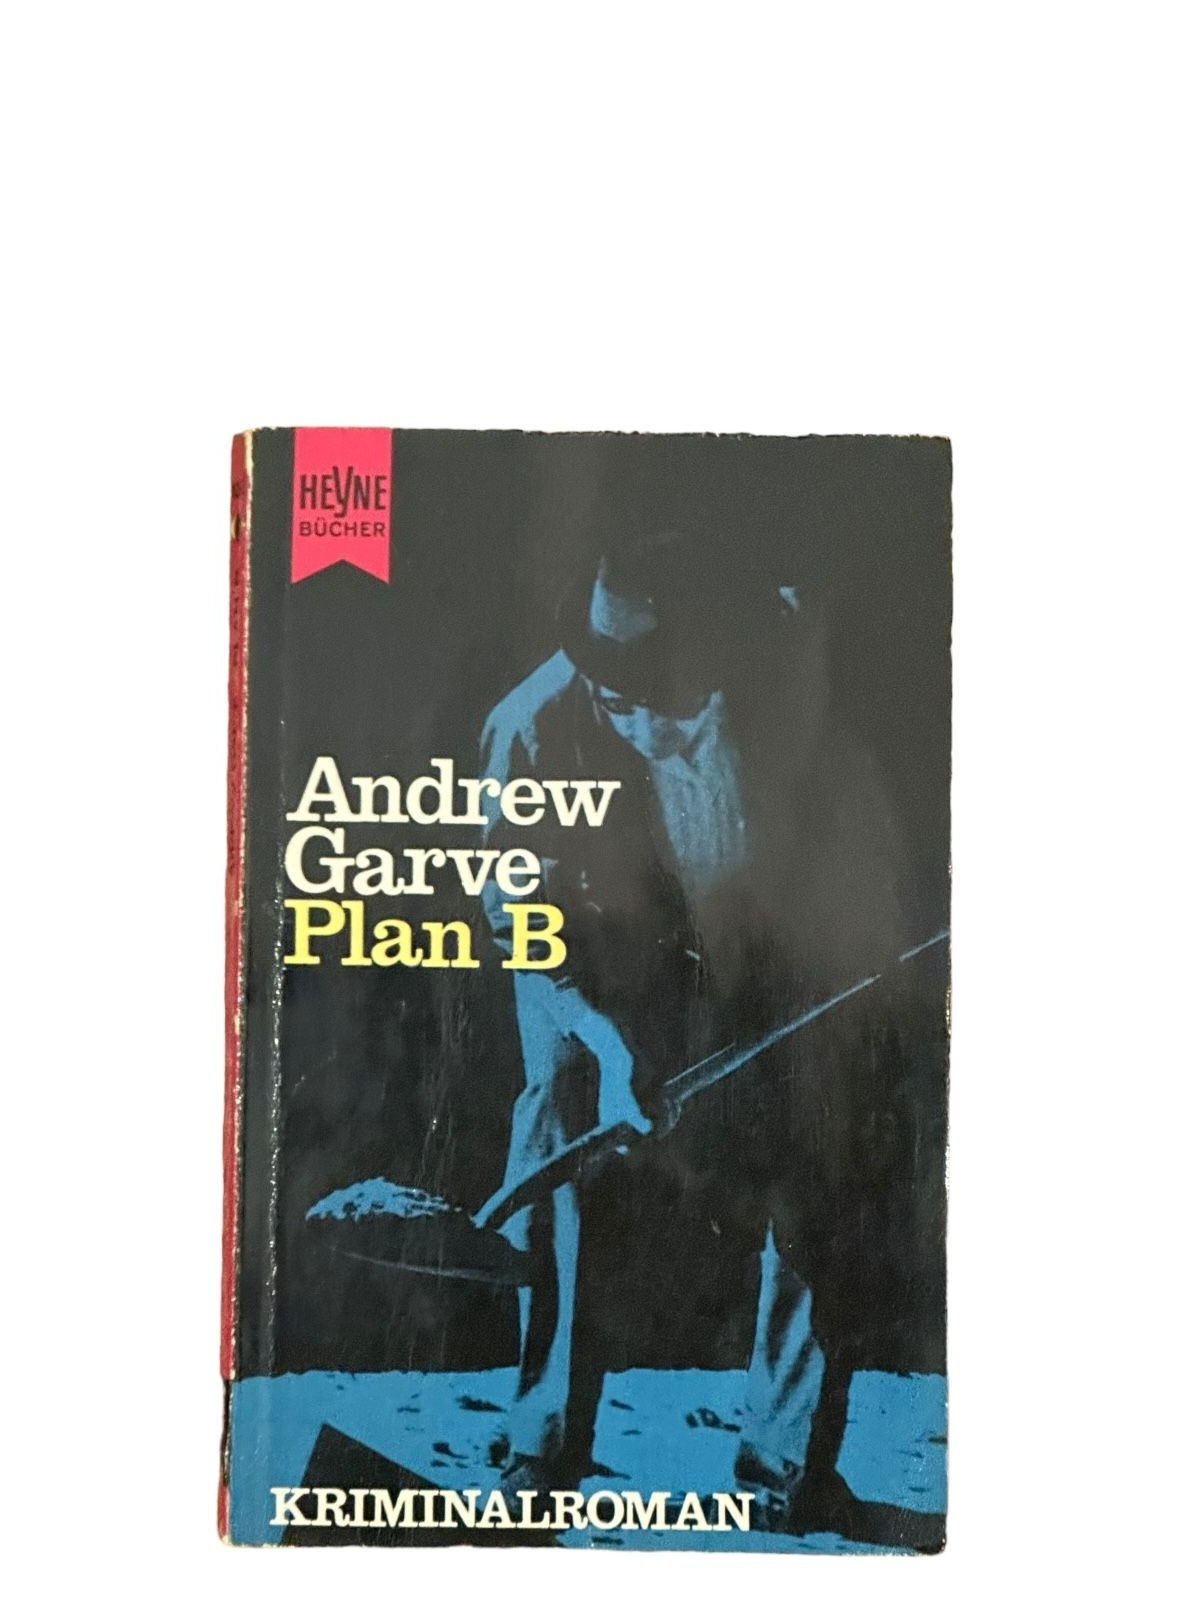 HEYNE
BÜCHER
Andrew
Garve
Plan B
KRIMINALROMAN